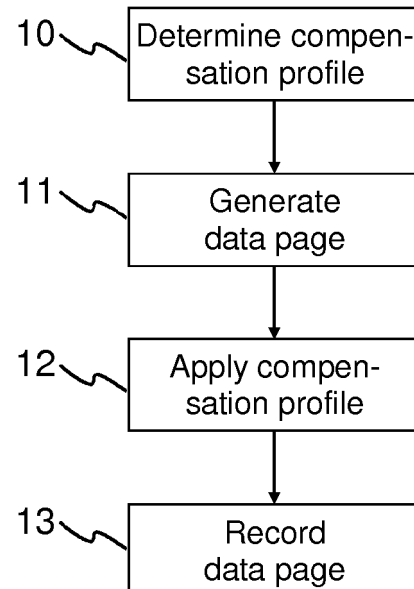 10
Determine compen-
sation profile
11
Generate
data page
12
Apply compen-
sation profile
13
Record
data page